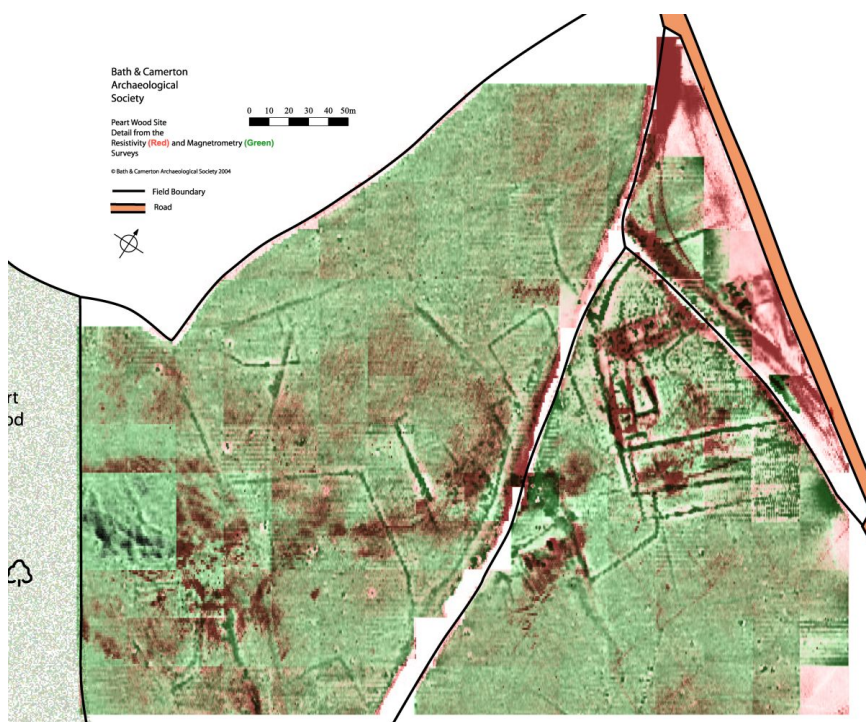 Bath & Camerton
Archaeological
Society
0 10 20 30 40 50m
Peart Wood Site
Detail from the
Resistivity (Red) and Magnetrometry (Green)
Surveys
© Bath & Camerton Archaeological Society 2004
Field Boundary
Road
rt
od